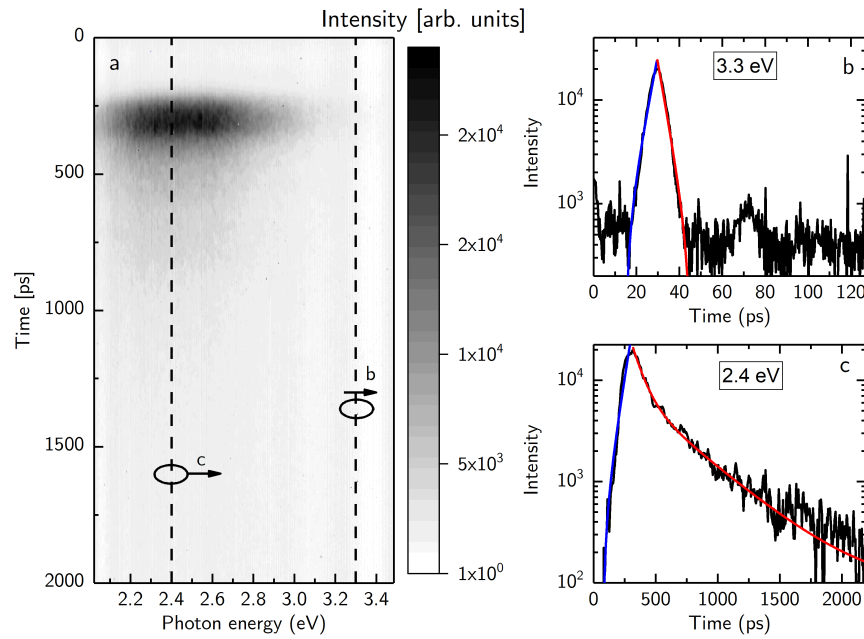 Intensity [arb. units]
a
Time [ps]
0
500
1000
1500
2000
2.2 2.4 2.6 2.8 3.0 3.2 3.4
Photon energy (eV)
b
c
2x10⁴
2x10⁴
1x10⁴
5x10³
1x10⁰
3.3 eV
b
Intensity
10⁴
10³
0 20 40 60 80 100 120
Time (ps)
2.4 eV
c
Intensity
10⁴
10³
10²
0 500 1000 1500 2000
Time (ps)